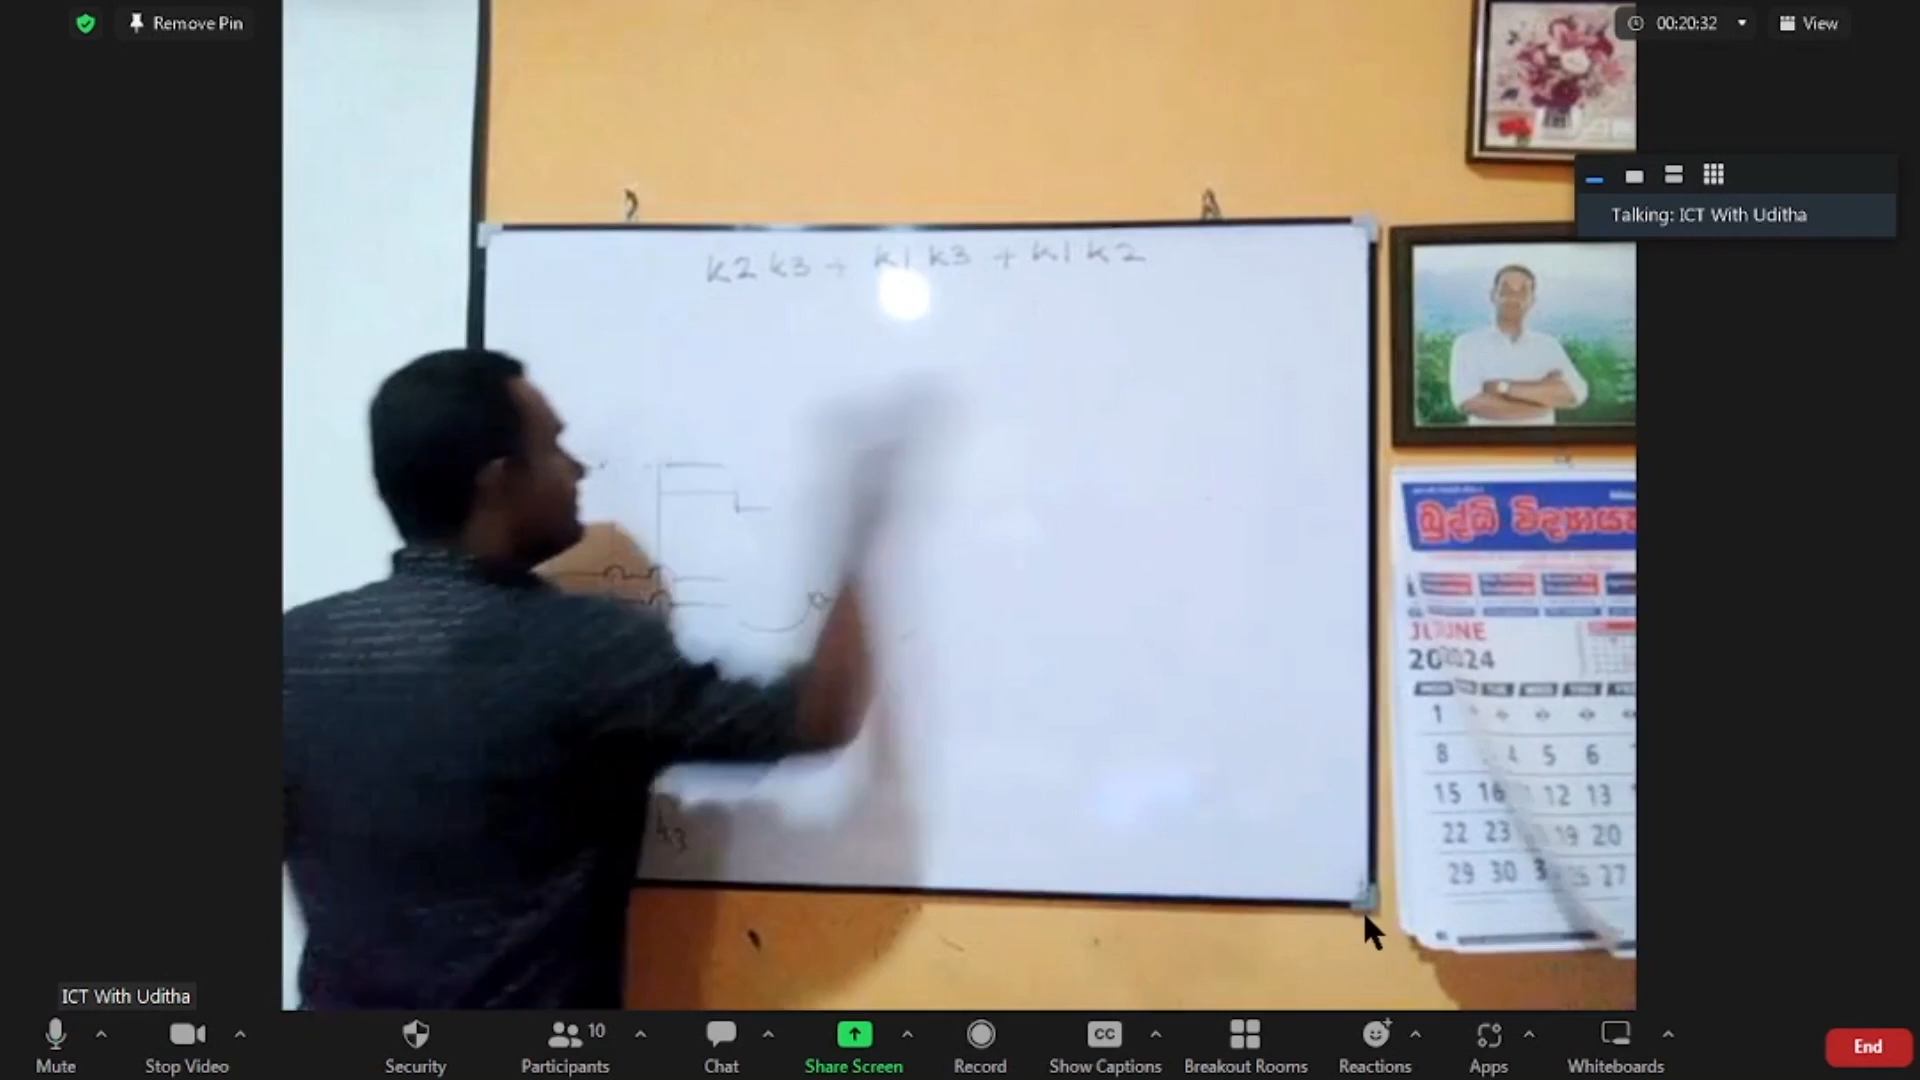 Remove Pin
00:20:32
View
Talking: ICT With Uditha
k2 k3 + k1 k3 + k1 k2
k3
බුද්ධි
JUNE
2024
1
8 4 5 6
15 16 12 13
22 23 19 20
29 30 3 27
ICT With Uditha
Mute
Stop Video
Security
Participants 10
Chat
Share Screen
Record
CC
Show Captions
Breakout Rooms
Reactions
Apps
Whiteboards
End